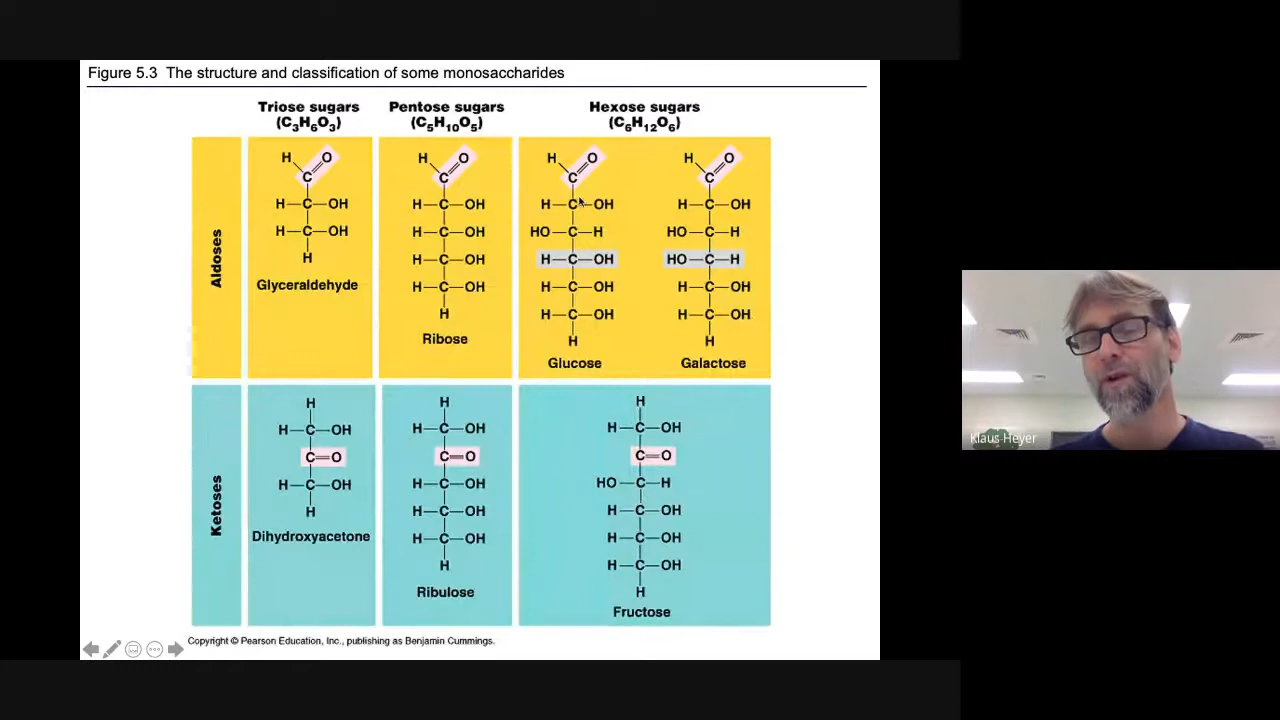 Figure 5.3 The structure and classification of some monosaccharides
Triose sugars Pentose sugars Hexose sugars
(C3H6O3) (C5H10O5) (C6H12O6)
Aldoses
H O H O H O H O
C C C C
H—C—OH H—C—OH H—C—OH H—C—OH
H—C—OH H—C—OH HO—C—H HO—C—H
H H—C—OH H—C—OH HO—C—H
Glyceraldehyde H—C—OH H—C—OH H—C—OH
H H—C—OH H—C—OH
Ribose H H
Glucose Galactose
Ketoses
H H H
H—C—OH H—C—OH H—C—OH
C=O C=O C=O
H—C—OH H—C—OH HO—C—H
H H—C—OH H—C—OH
Dihydroxyacetone H—C—OH H—C—OH
H H—C—OH
Ribulose H
Fructose
Copyright © Pearson Education, Inc., publishing as Benjamin Cummings.
Klaus Heyer